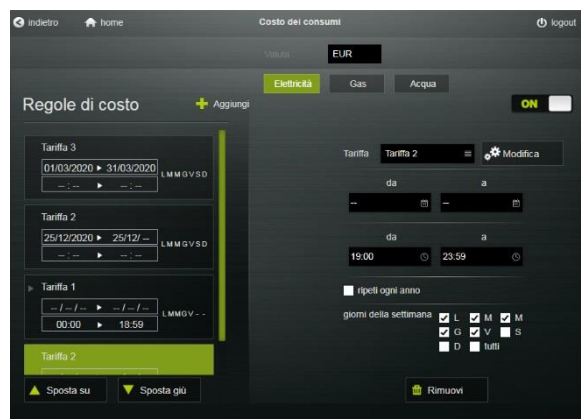 indietro home Costo dei consumi logout
Valuta EUR
Elettricità Gas Acqua
Regole di costo Aggiungi
ON
Tariffa 3
01/03/2020 ▸ 31/03/2020
LMMGVSD
-- : -- ▸ -- : --
Tariffa 2
25/12/2020 ▸ 25/12/ --
LMMGVSD
-- : -- ▸ -- : --
Tariffa 1
-- / -- / -- ▸ -- / -- / --
LMMGV--
00:00 ▸ 18:59
Tariffa 2
Sposta su Sposta giù
Tariffa Tariffa 2 Modifica
da a
-- --
da a
19:00 23:59
ripeti ogni anno
giorni della settimana L M M
G V S
D tutti
Rimuovi